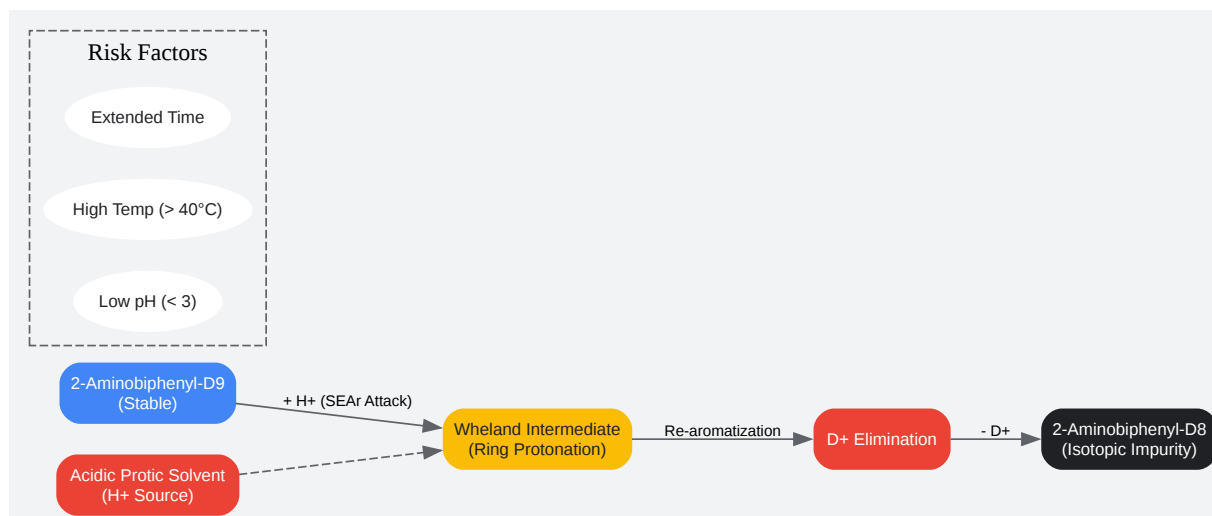 Risk Factors
Extended Time
High Temp (> 40°C)
Low pH (< 3)
2-Aminobiphenyl-D9
(Stable)
+ H+ (SEAr Attack)
Acidic Protic Solvent
(H+ Source)
Wheland Intermediate
(Ring Protonation)
Re-aromatization
D+ Elimination
- D+
2-Aminobiphenyl-D8
(Isotopic Impurity)